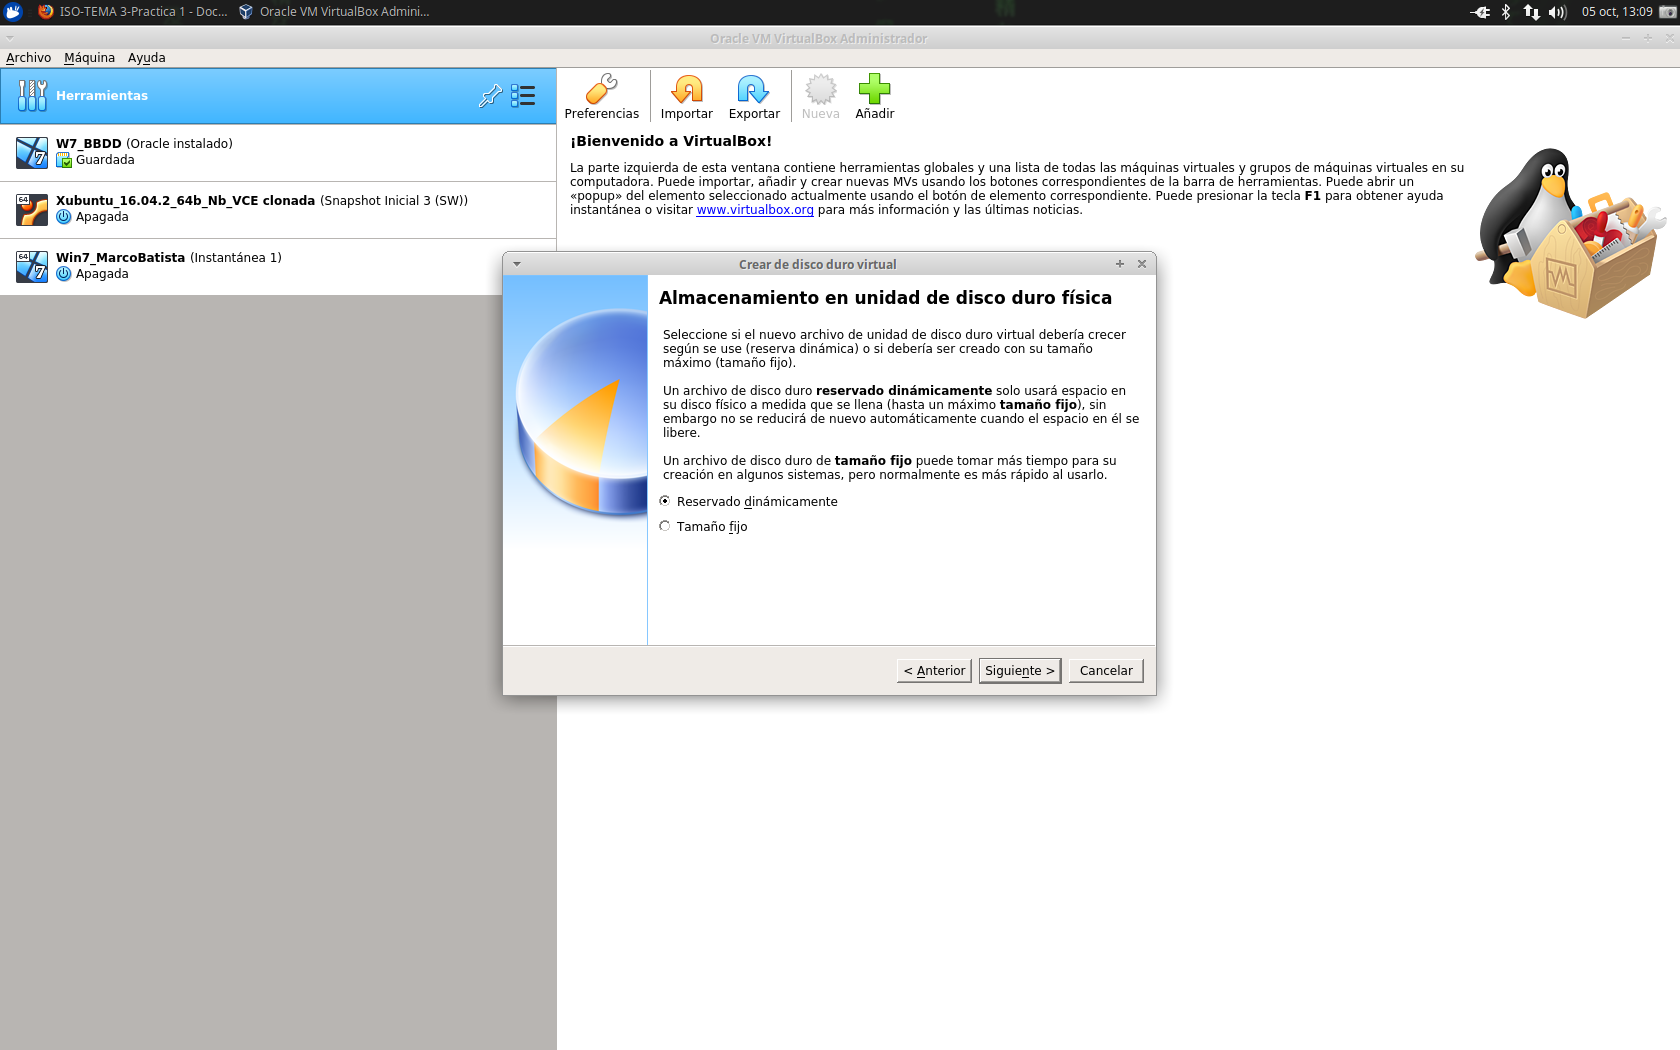 ISO-TEMA 3-Practica 1 - Doc...
Oracle VM VirtualBox Admini...
05 oct, 13:09
Oracle VM VirtualBox Administrador
Archivo Máquina Ayuda
Herramientas
Preferencias
Importar
Exportar
Nueva
Añadir
W7_BBDD (Oracle instalado)
Guardada
Xubuntu_16.04.2_64b_Nb_VCE clonada (Snapshot Inicial 3 (SW))
64
Apagada
Win7_MarcoBatista (Instantánea 1)
64
Apagada
¡Bienvenido a VirtualBox!
La parte izquierda de esta ventana contiene herramientas globales y una lista de todas las máquinas virtuales y grupos de máquinas virtuales en su
computadora. Puede importar, añadir y crear nuevas MVs usando los botones correspondientes de la barra de herramientas. Puede abrir un
«popup» del elemento seleccionado actualmente usando el botón de elemento correspondiente. Puede presionar la tecla F1 para obtener ayuda
instantánea o visitar www.virtualbox.org para más información y las últimas noticias.
Crear de disco duro virtual
Almacenamiento en unidad de disco duro física
Seleccione si el nuevo archivo de unidad de disco duro virtual debería crecer
según se use (reserva dinámica) o si debería ser creado con su tamaño
máximo (tamaño fijo).
Un archivo de disco duro reservado dinámicamente solo usará espacio en
su disco físico a medida que se llena (hasta un máximo tamaño fijo), sin
embargo no se reducirá de nuevo automáticamente cuando el espacio en él se
libere.
Un archivo de disco duro de tamaño fijo puede tomar más tiempo para su
creación en algunos sistemas, pero normalmente es más rápido al usarlo.
Reservado dinámicamente
Tamaño fijo
< Anterior
Siguiente >
Cancelar